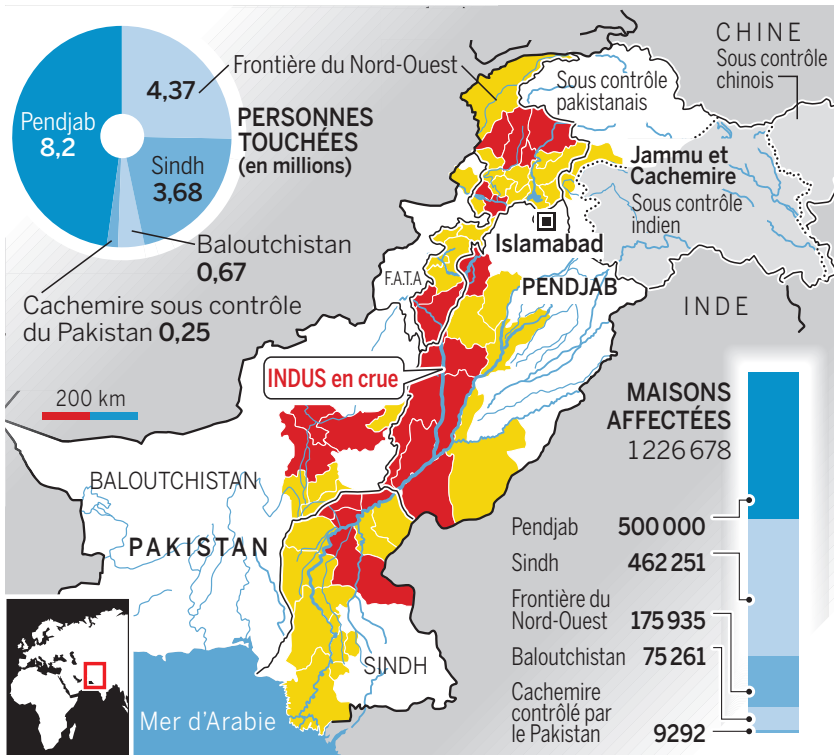 Pendjab
8,2
4,37
Frontière du Nord-Ouest
PERSONNES
TOUCHÉES
(en millions)
Sindh
3,68
Baloutchistan
0,67
Cachemire sous contrôle
du Pakistan 0,25
CHINE
Sous contrôle
chinois
Sous contrôle
pakistanais
Jammu et
Cachemire
Sous contrôle
indien
Islamabad
F.A.T.A.
PENDJAB
INDE
INDUS en crue
200 km
BALOUTCHISTAN
PAKISTAN
SINDH
Mer d'Arabie
MAISONS
AFFECTÉES
1 226 678
Pendjab 500 000
Sindh 462 251
Frontière du
Nord-Ouest 175 935
Baloutchistan 75 261
Cachemire
contrôlé par
le Pakistan 9292